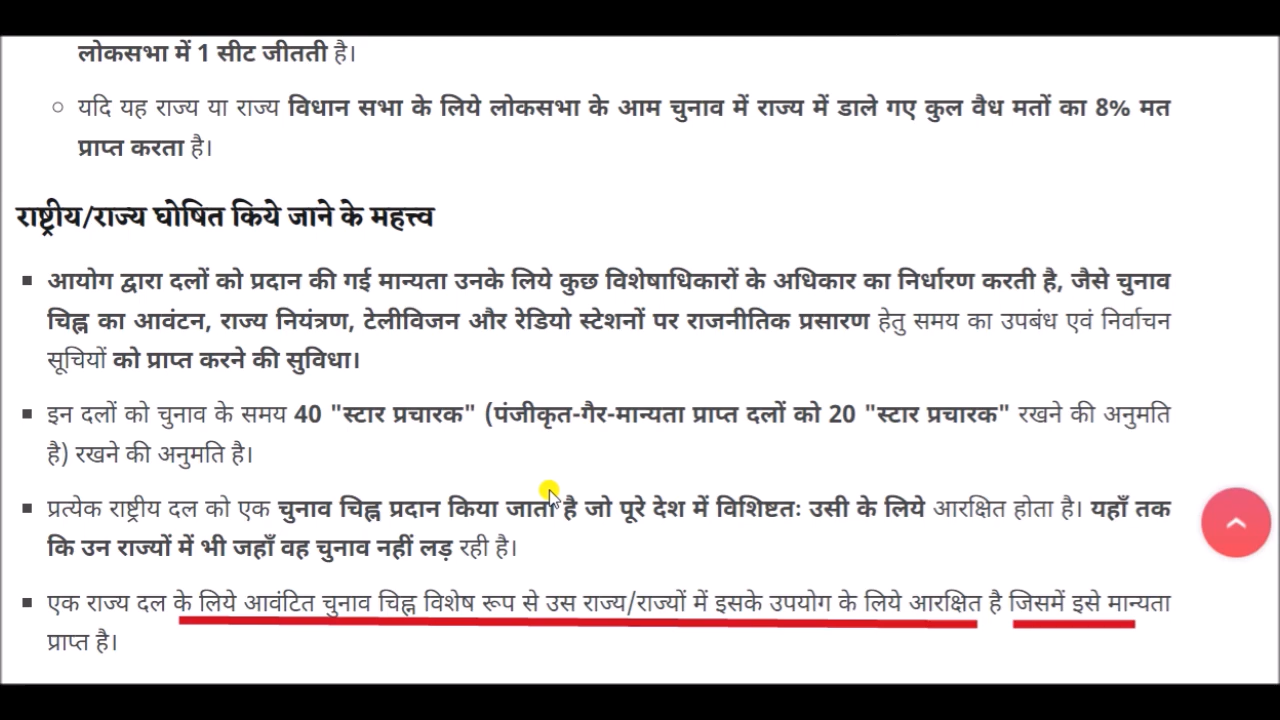 लोकसभा में 1 सीट जीतती है।
यदि यह राज्य या राज्य विधान सभा के लिये लोकसभा के आम चुनाव में राज्य में डाले गए कुल वैध मतों का 8% मत
प्राप्त करता है।
राष्ट्रीय/राज्य घोषित किये जाने के महत्त्व
आयोग द्वारा दलों को प्रदान की गई मान्यता उनके लिये कुछ विशेषाधिकारों के अधिकार का निर्धारण करती है, जैसे चुनाव
चिह्न का आवंटन, राज्य नियंत्रण, टेलीविजन और रेडियो स्टेशनों पर राजनीतिक प्रसारण हेतु समय का उपबंध एवं निर्वाचन
सूचियों को प्राप्त करने की सुविधा।
इन दलों को चुनाव के समय 40 "स्टार प्रचारक" (पंजीकृत-गैर-मान्यता प्राप्त दलों को 20 "स्टार प्रचारक" रखने की अनुमति
है) रखने की अनुमति है।
प्रत्येक राष्ट्रीय दल को एक चुनाव चिह्न प्रदान किया जाता है जो पूरे देश में विशिष्टतः उसी के लिये आरक्षित होता है। यहाँ तक
कि उन राज्यों में भी जहाँ वह चुनाव नहीं लड़ रही है।
एक राज्य दल के लिये आवंटित चुनाव चिह्न विशेष रूप से उस राज्य/राज्यों में इसके उपयोग के लिये आरक्षित है जिसमें इसे मान्यता
प्राप्त है।